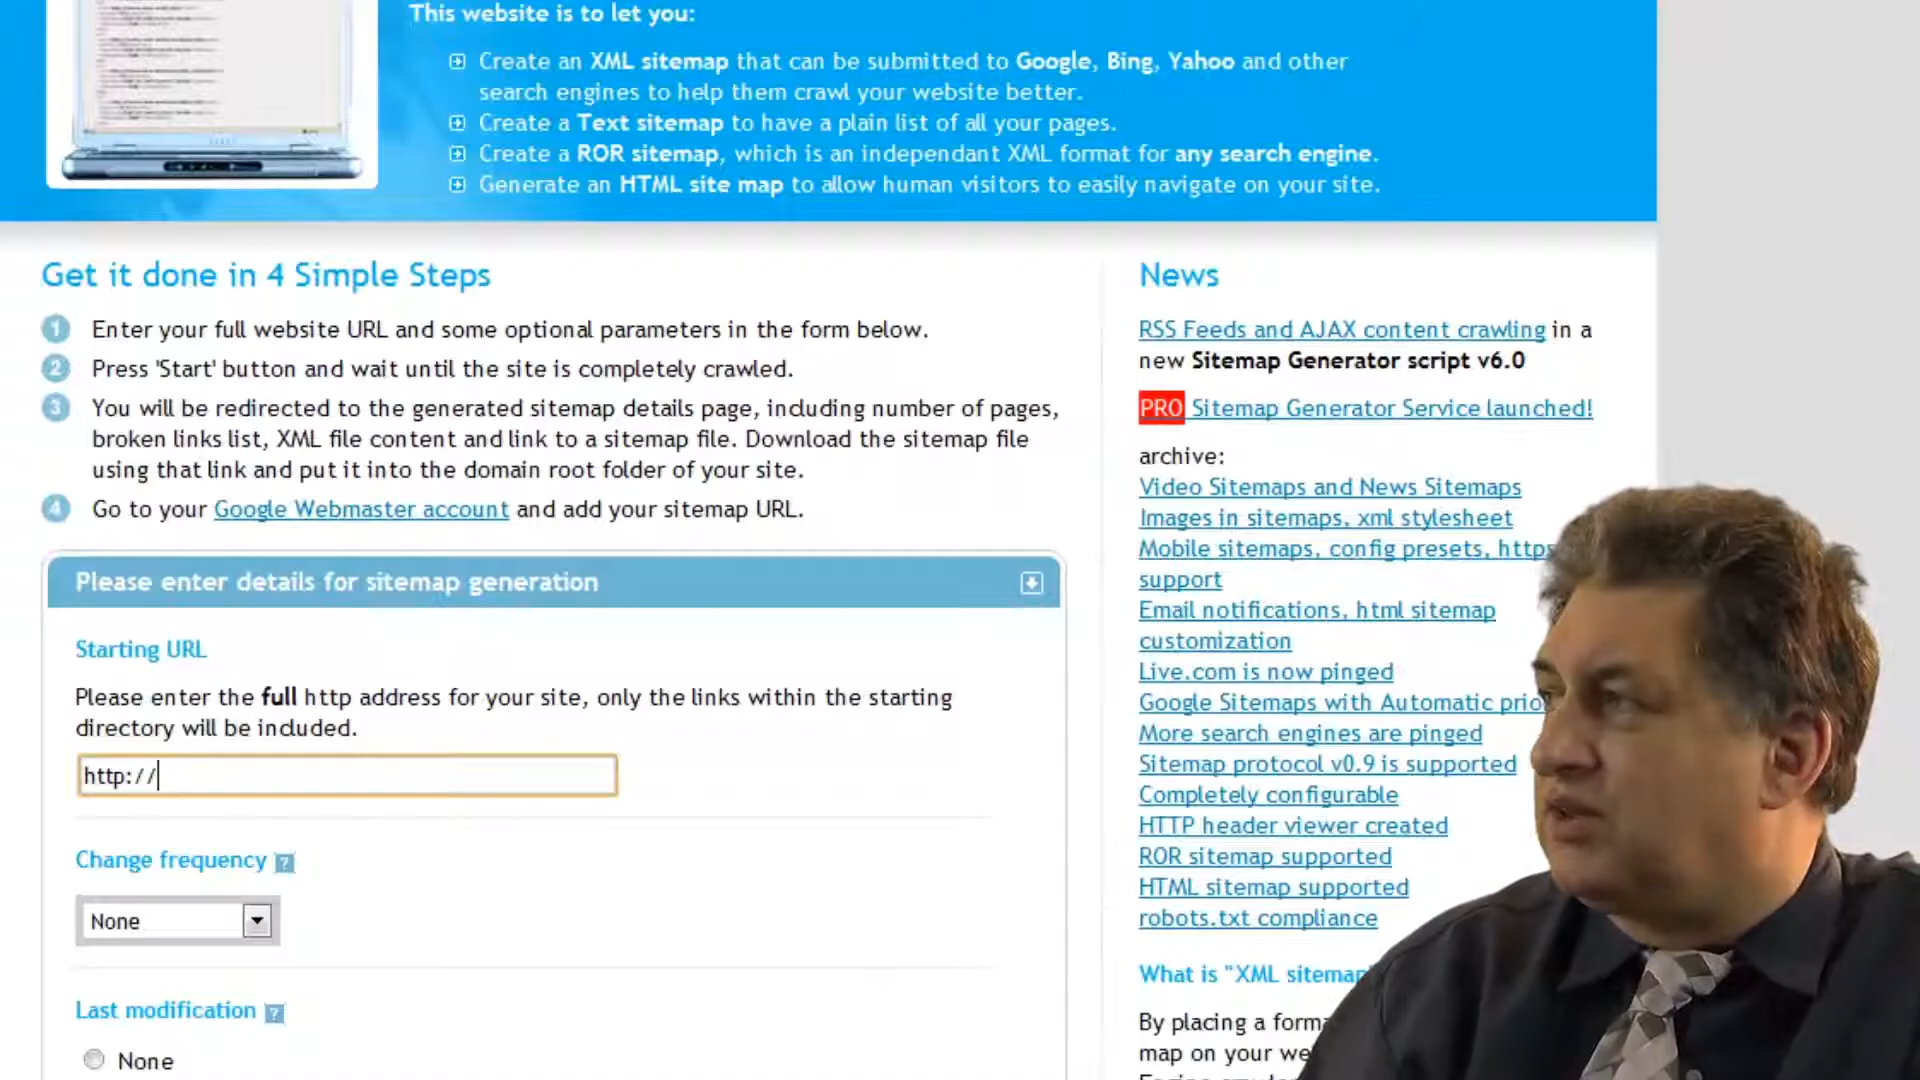 This website is to let you:
Create an XML sitemap that can be submitted to Google, Bing, Yahoo and other
search engines to help them crawl your website better.
Create a Text sitemap to have a plain list of all your pages.
Create a ROR sitemap, which is an independant XML format for any search engine.
Generate an HTML site map to allow human visitors to easily navigate on your site.
Get it done in 4 Simple Steps
1 Enter your full website URL and some optional parameters in the form below.
2 Press 'Start' button and wait until the site is completely crawled.
3 You will be redirected to the generated sitemap details page, including number of pages,
broken links list, XML file content and link to a sitemap file. Download the sitemap file
using that link and put it into the domain root folder of your site.
4 Go to your Google Webmaster account and add your sitemap URL.
Please enter details for sitemap generation
Starting URL
Please enter the full http address for your site, only the links within the starting
directory will be included.
http://
Change frequency ?
None
Last modification ?
None
News
RSS Feeds and AJAX content crawling in a
new Sitemap Generator script v6.0
PRO Sitemap Generator Service launched!
archive:
Video Sitemaps and News Sitemaps
Images in sitemaps, xml stylesheet
Mobile sitemaps, config presets, https
support
Email notifications, html sitemap
customization
Live.com is now pinged
Google Sitemaps with Automatic prio
More search engines are pinged
Sitemap protocol v0.9 is supported
Completely configurable
HTTP header viewer created
ROR sitemap supported
HTML sitemap supported
robots.txt compliance
What is "XML sitemap
By placing a forma
map on your we